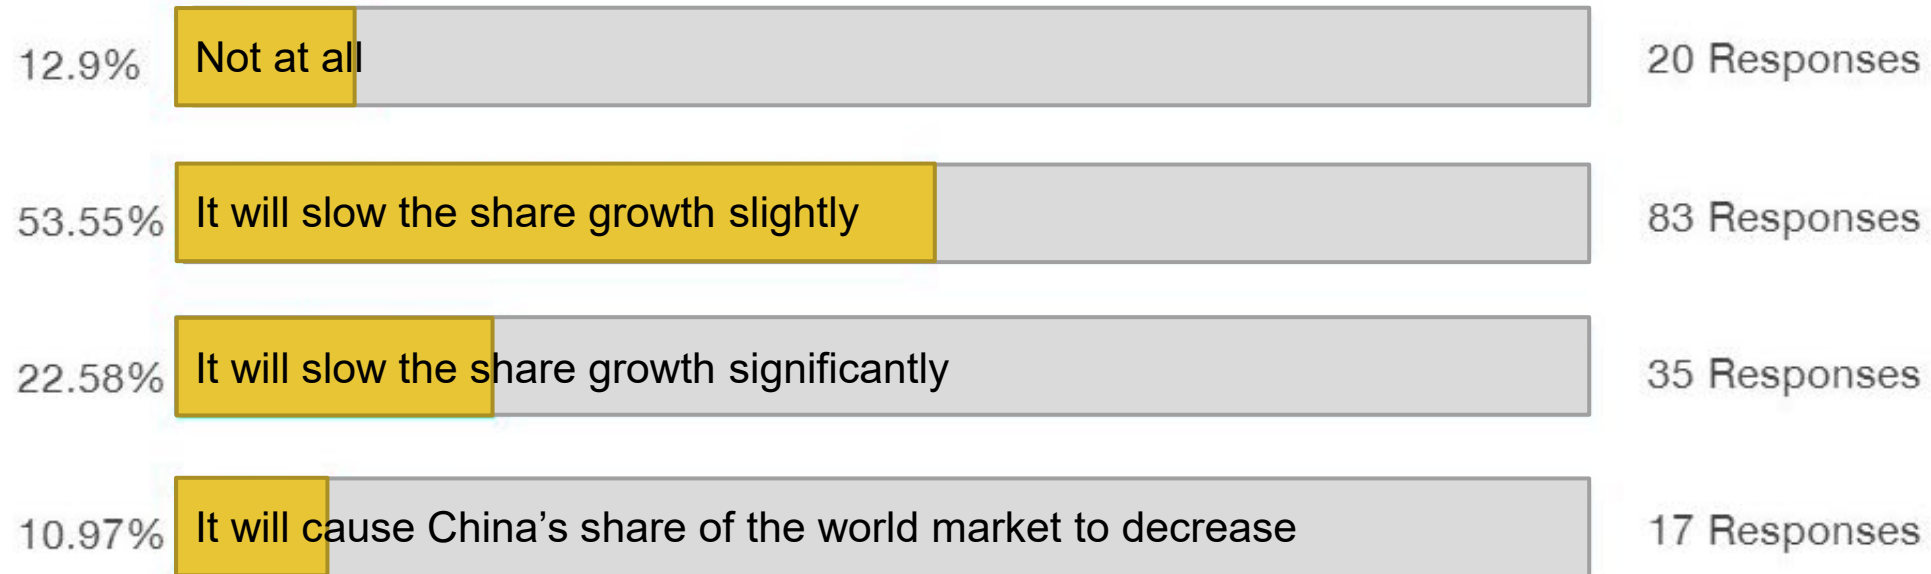 12.9% Not at all 20 Responses
53.55% It will slow the share growth slightly 83 Responses
22.58% It will slow the share growth significantly 35 Responses
10.97% It will cause China’s share of the world market to decrease 17 Responses